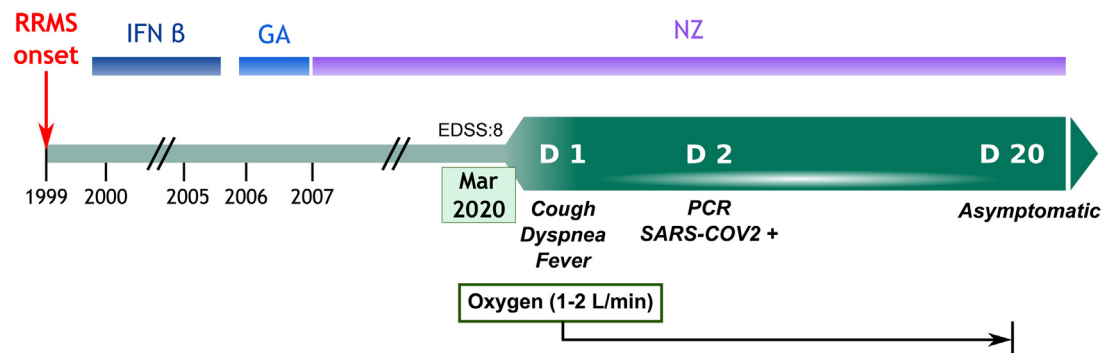 RRMS
onset
IFN ß
GA
NZ
EDSS:8
D 1
D 2
D 20
1999
2000
2005
2006
2007
Mar
2020
Cough
Dyspnea
Fever
PCR
SARS-COV2 +
Asymptomatic
Oxygen (1-2 L/min)